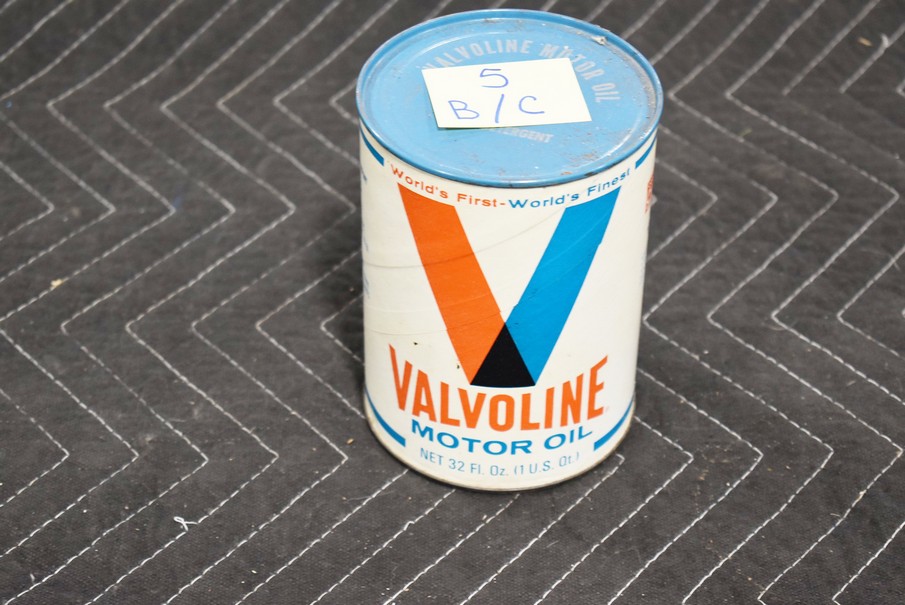 VALVOLINE MOTOR OIL
5
B/C
World's First-World's Finest
VALVOLINE
MOTOR OIL
NET 32 Fl. Oz. (1 U.S. Qt.)